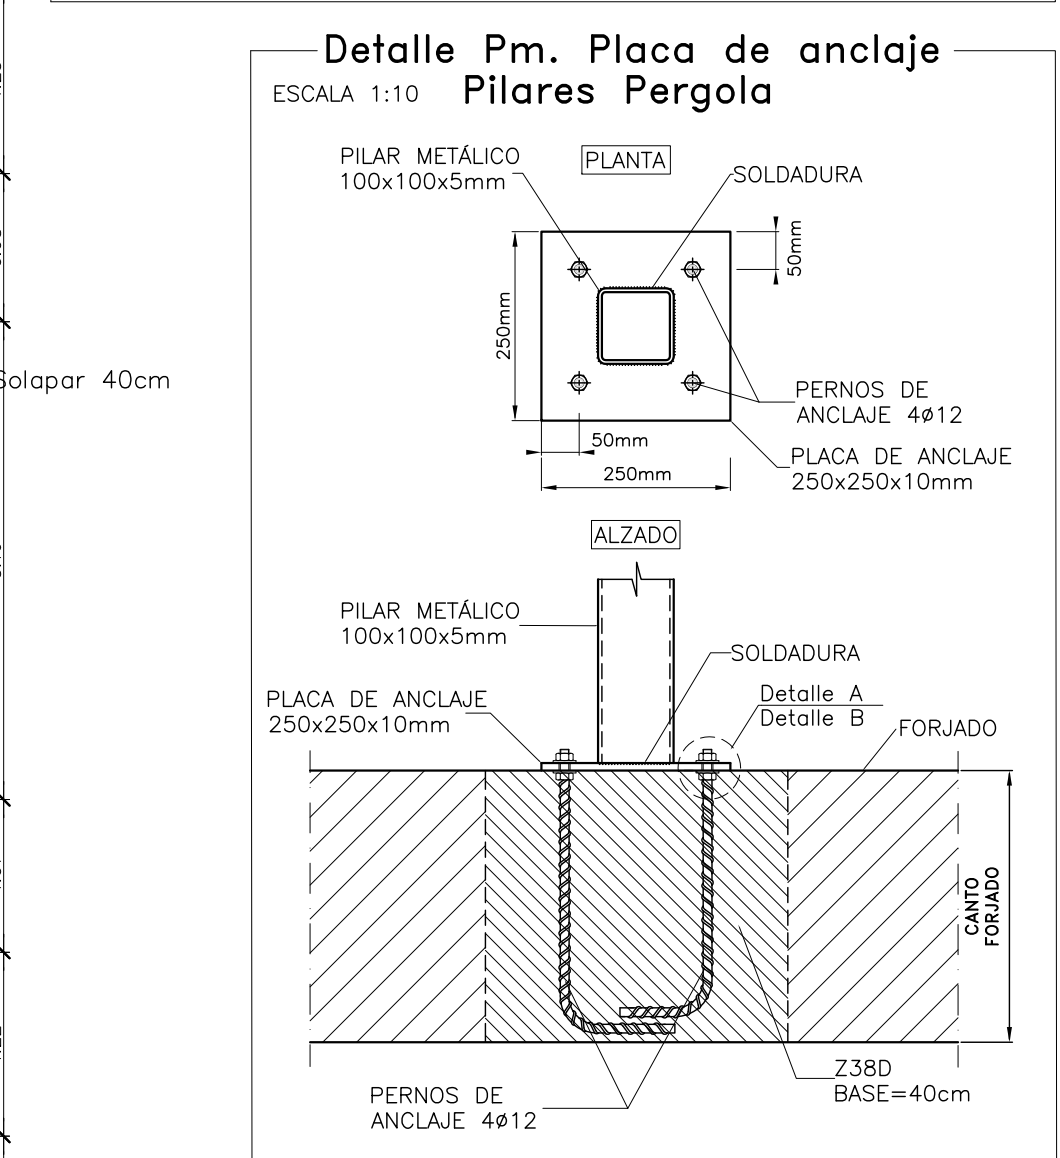 Detalle Pm. Placa de anclaje
ESCALA 1:10
Pilares Pergola
PILAR METÁLICO
100x100x5mm
PLANTA
SOLDADURA
50mm
250mm
PERNOS DE
ANCLAJE 4ø12
50mm
PLACA DE ANCLAJE
250x250x10mm
250mm
Solapar 40cm
ALZADO
PILAR METÁLICO
100x100x5mm
SOLDADURA
PLACA DE ANCLAJE
250x250x10mm
Detalle A
Detalle B
FORJADO
CANTO
FORJADO
Z38D
BASE=40cm
PERNOS DE
ANCLAJE 4ø12